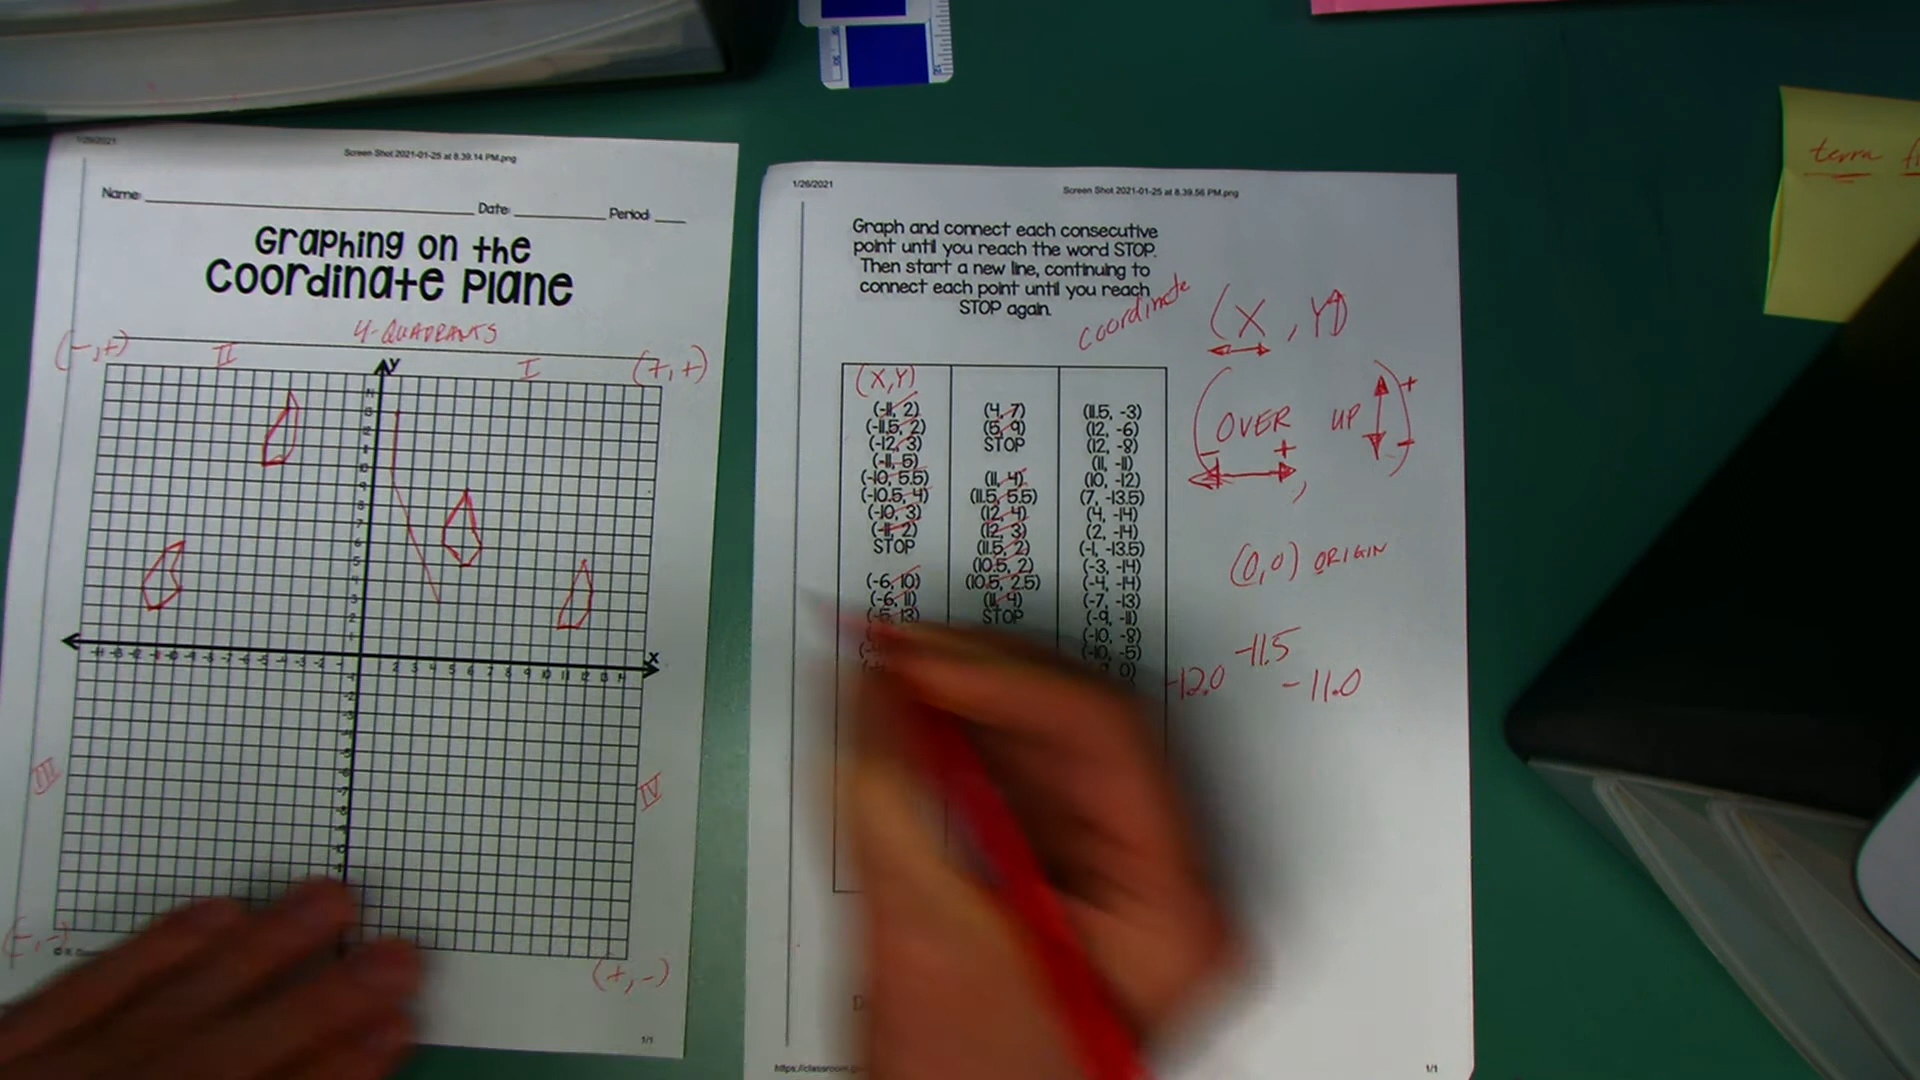 1/26/2021
Screen Shot 2021-01-25 at 8.39.14 PM.png
Name: Date: Period:
Graphing on the
Coordinate Plane
4-QUADRANTS
(-,+) II I (+,+)
y
x
III IV
(-,-) (+,-)
1/1
1/26/2021
Screen Shot 2021-01-25 at 8.39.56 PM.png
Graph and connect each consecutive
point until you reach the word STOP.
Then start a new line, continuing to
connect each point until you reach
STOP again.
coordinate
(X, Y)
(OVER, UP)
- + + -
(0,0) ORIGIN
-11.5
-12.0 -11.0
(X,Y)
(-11, 2)
(-11.5, 2)
(-12, 3)
(-11, 5)
(-10, 5.5)
(-10.5, 4)
(-10, 3)
(-11, 2)
STOP
(-6, 10)
(-6, 11)
(-5, 13)
(4, 7)
(5, 9)
STOP
(11, 4)
(11.5, 5.5)
(12, 4)
(12, 3)
(11.5, 2)
(10.5, 2)
(10.5, 2.5)
(11, 4)
STOP
(11.5, -3)
(12, -6)
(12, -8)
(11, -11)
(10, -12)
(7, -13.5)
(4, -14)
(2, -14)
(-1, -13.5)
(-3, -14)
(-4, -14)
(-7, -13)
(-9, -11)
(-10, -8)
(-10, -5)
1/1
terra